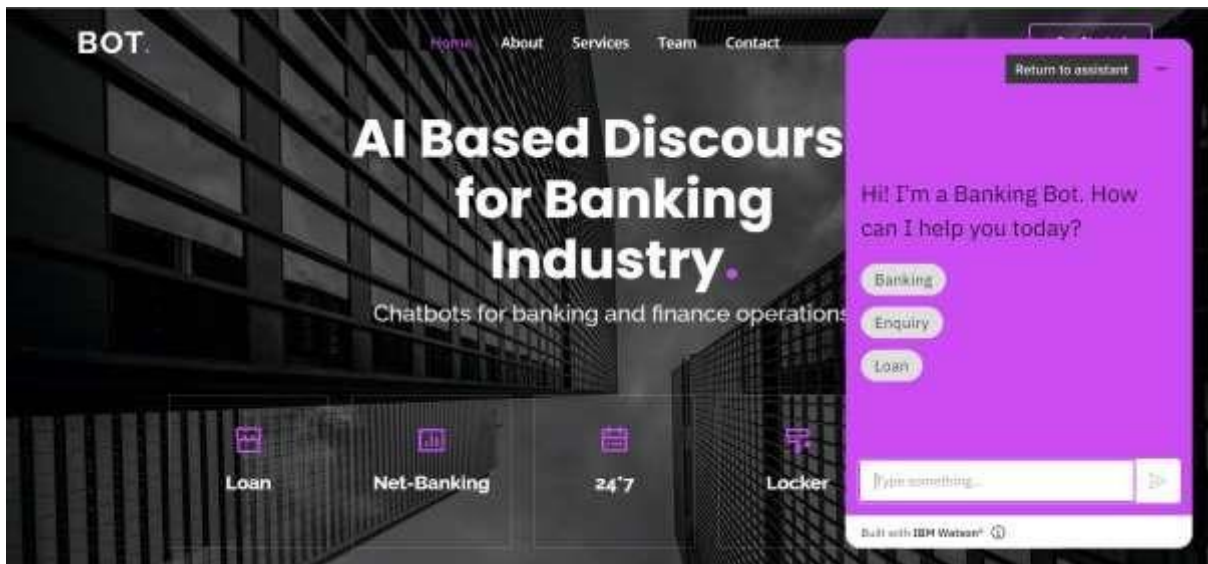 BOT.
Home About Services Team Contact
Return to assistant
AI Based Discours
for Banking
Industry.
Chatbots for banking and finance operations
Hi! I'm a Banking Bot. How
can I help you today?
Banking
Enquiry
Loan
Loan
Net-Banking
24*7
Locker
Type something...
Built with IBM Watson®